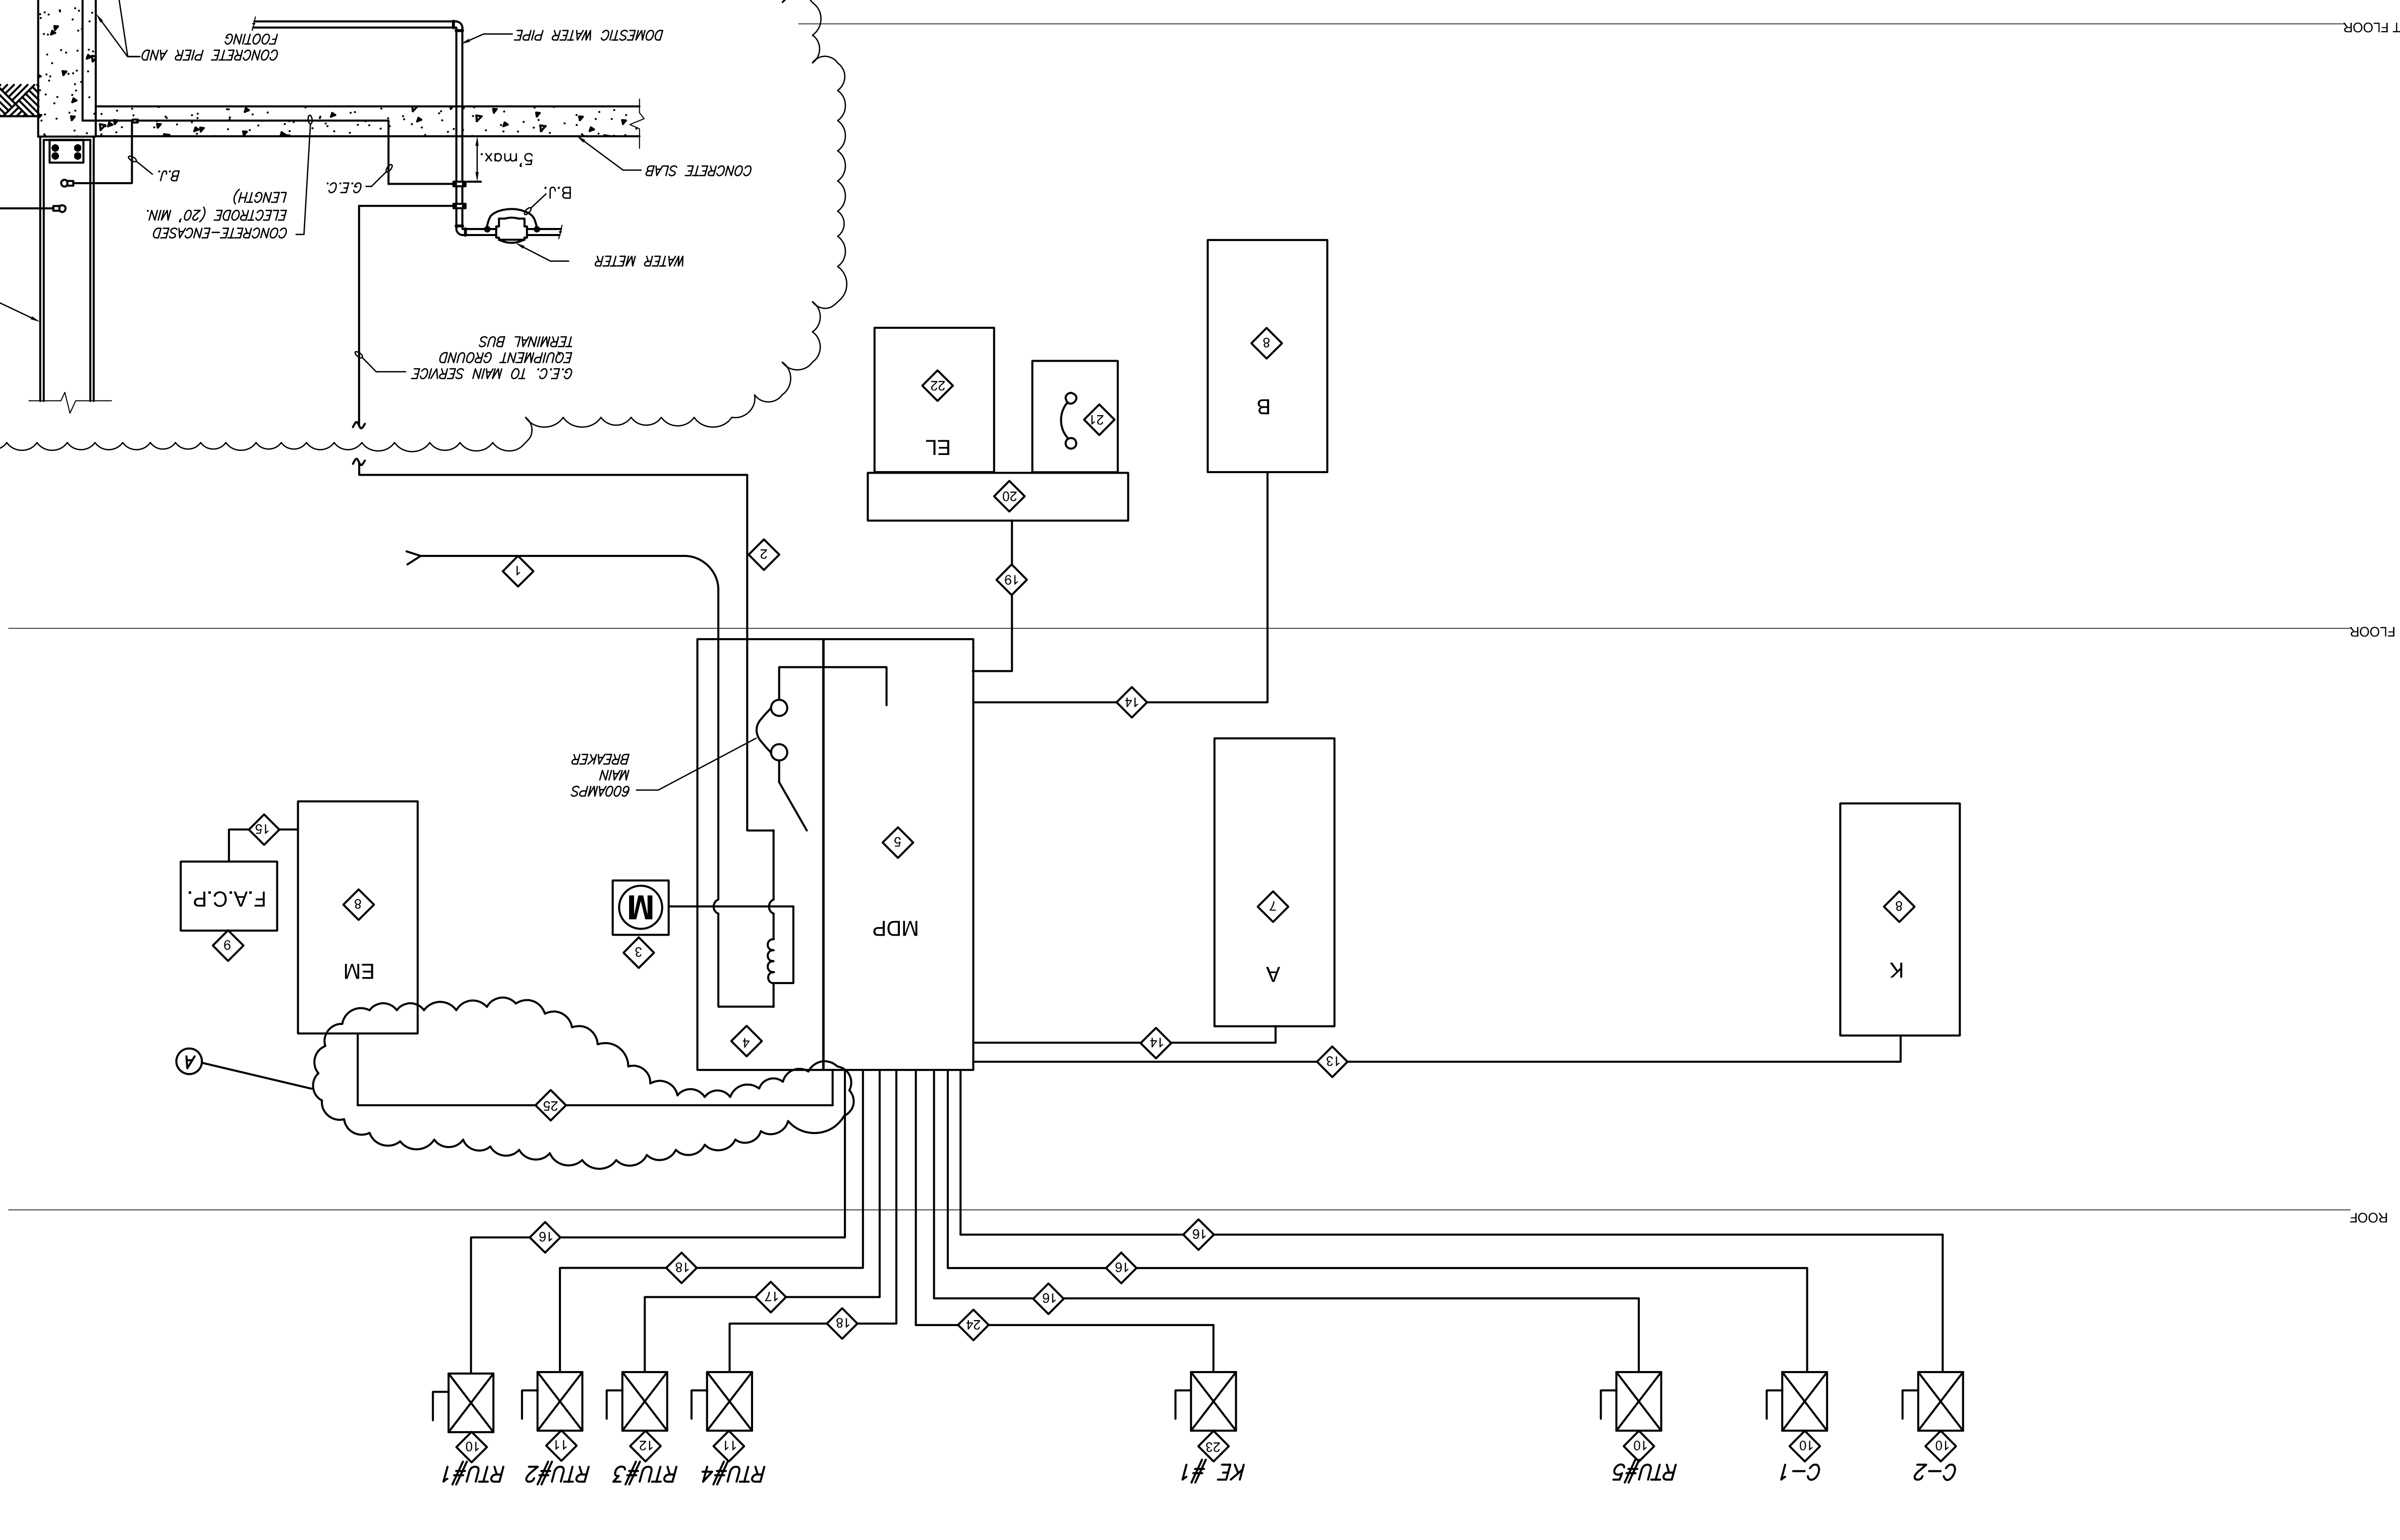 C-2
C-1
RTU#5
KE #1
RTU#4
RTU#3
RTU#2
RTU#1
10
10
10
23
11
12
11
10
24
18
16
17
16
18
16
16
ROOF
25
13
14
A
4
K
A
EM
MDP
3
9
8
7
8
F.A.C.P.
M
5
15
600AMPS
MAIN
BREAKER
14
FLOOR
19
1
2
20
EL
21
B
22
8
G.E.C. TO MAIN SERVICE
EQUIPMENT GROUND
TERMINAL BUS
WATER METER
CONCRETE-ENCASED
ELECTRODE (20' MIN.
LENGTH)
B.J.
G.E.C.
B.J.
CONCRETE SLAB
5'max.
CONCRETE PIER AND
FOOTING
DOMESTIC WATER PIPE
T FLOOR